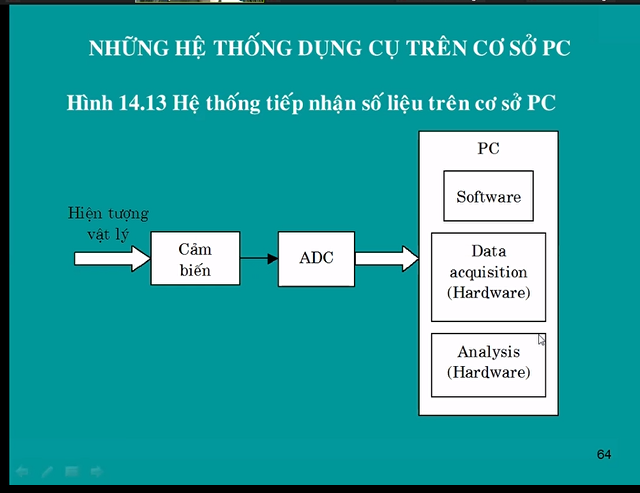 NHỮNG HỆ THỐNG DỤNG CỤ TRÊN CƠ SỞ PC
Hình 14.13 Hệ thống tiếp nhận số liệu trên cơ sở PC
PC
Software
Hiện tượng
vật lý
Cảm
biến
ADC
Data
acquisition
(Hardware)
Analysis
(Hardware)
64